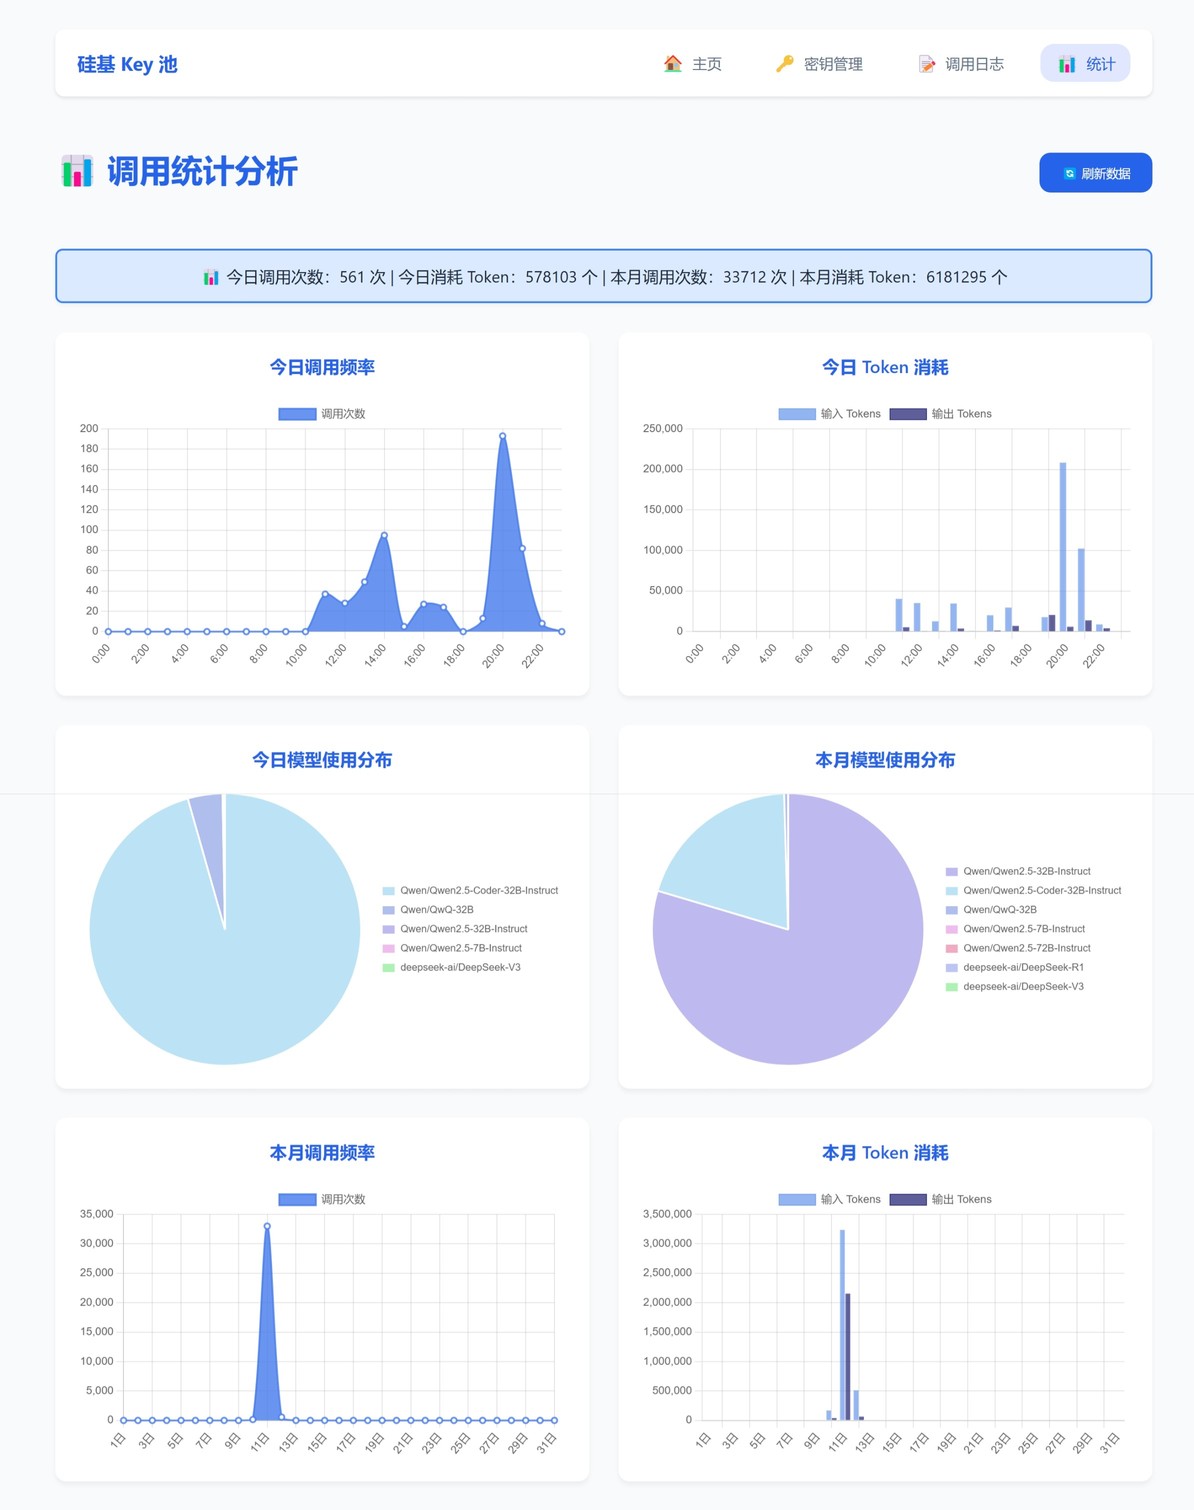 硅基 Key 池
主页
密钥管理
调用日志
统计
调用统计分析
刷新数据
今日调用次数：561 次 | 今日消耗 Token：578103 个 | 本月调用次数：33712 次 | 本月消耗 Token：6181295 个
今日调用频率
调用次数
200
180
160
140
120
100
80
60
40
20
0
0:00
2:00
4:00
6:00
8:00
10:00
12:00
14:00
16:00
18:00
20:00
22:00
今日 Token 消耗
输入 Tokens
输出 Tokens
250,000
200,000
150,000
100,000
50,000
0
0:00
2:00
4:00
6:00
8:00
10:00
12:00
14:00
16:00
18:00
20:00
22:00
今日模型使用分布
Qwen/Qwen2.5-Coder-32B-Instruct
Qwen/QwQ-32B
Qwen/Qwen2.5-32B-Instruct
Qwen/Qwen2.5-7B-Instruct
deepseek-ai/DeepSeek-V3
本月模型使用分布
Qwen/Qwen2.5-32B-Instruct
Qwen/Qwen2.5-Coder-32B-Instruct
Qwen/QwQ-32B
Qwen/Qwen2.5-7B-Instruct
Qwen/Qwen2.5-72B-Instruct
deepseek-ai/DeepSeek-R1
deepseek-ai/DeepSeek-V3
本月调用频率
调用次数
35,000
30,000
25,000
20,000
15,000
10,000
5,000
0
1日
3日
5日
7日
9日
11日
13日
15日
17日
19日
21日
23日
25日
27日
29日
31日
本月 Token 消耗
输入 Tokens
输出 Tokens
3,500,000
3,000,000
2,500,000
2,000,000
1,500,000
1,000,000
500,000
0
1日
3日
5日
7日
9日
11日
13日
15日
17日
19日
21日
23日
25日
27日
29日
31日